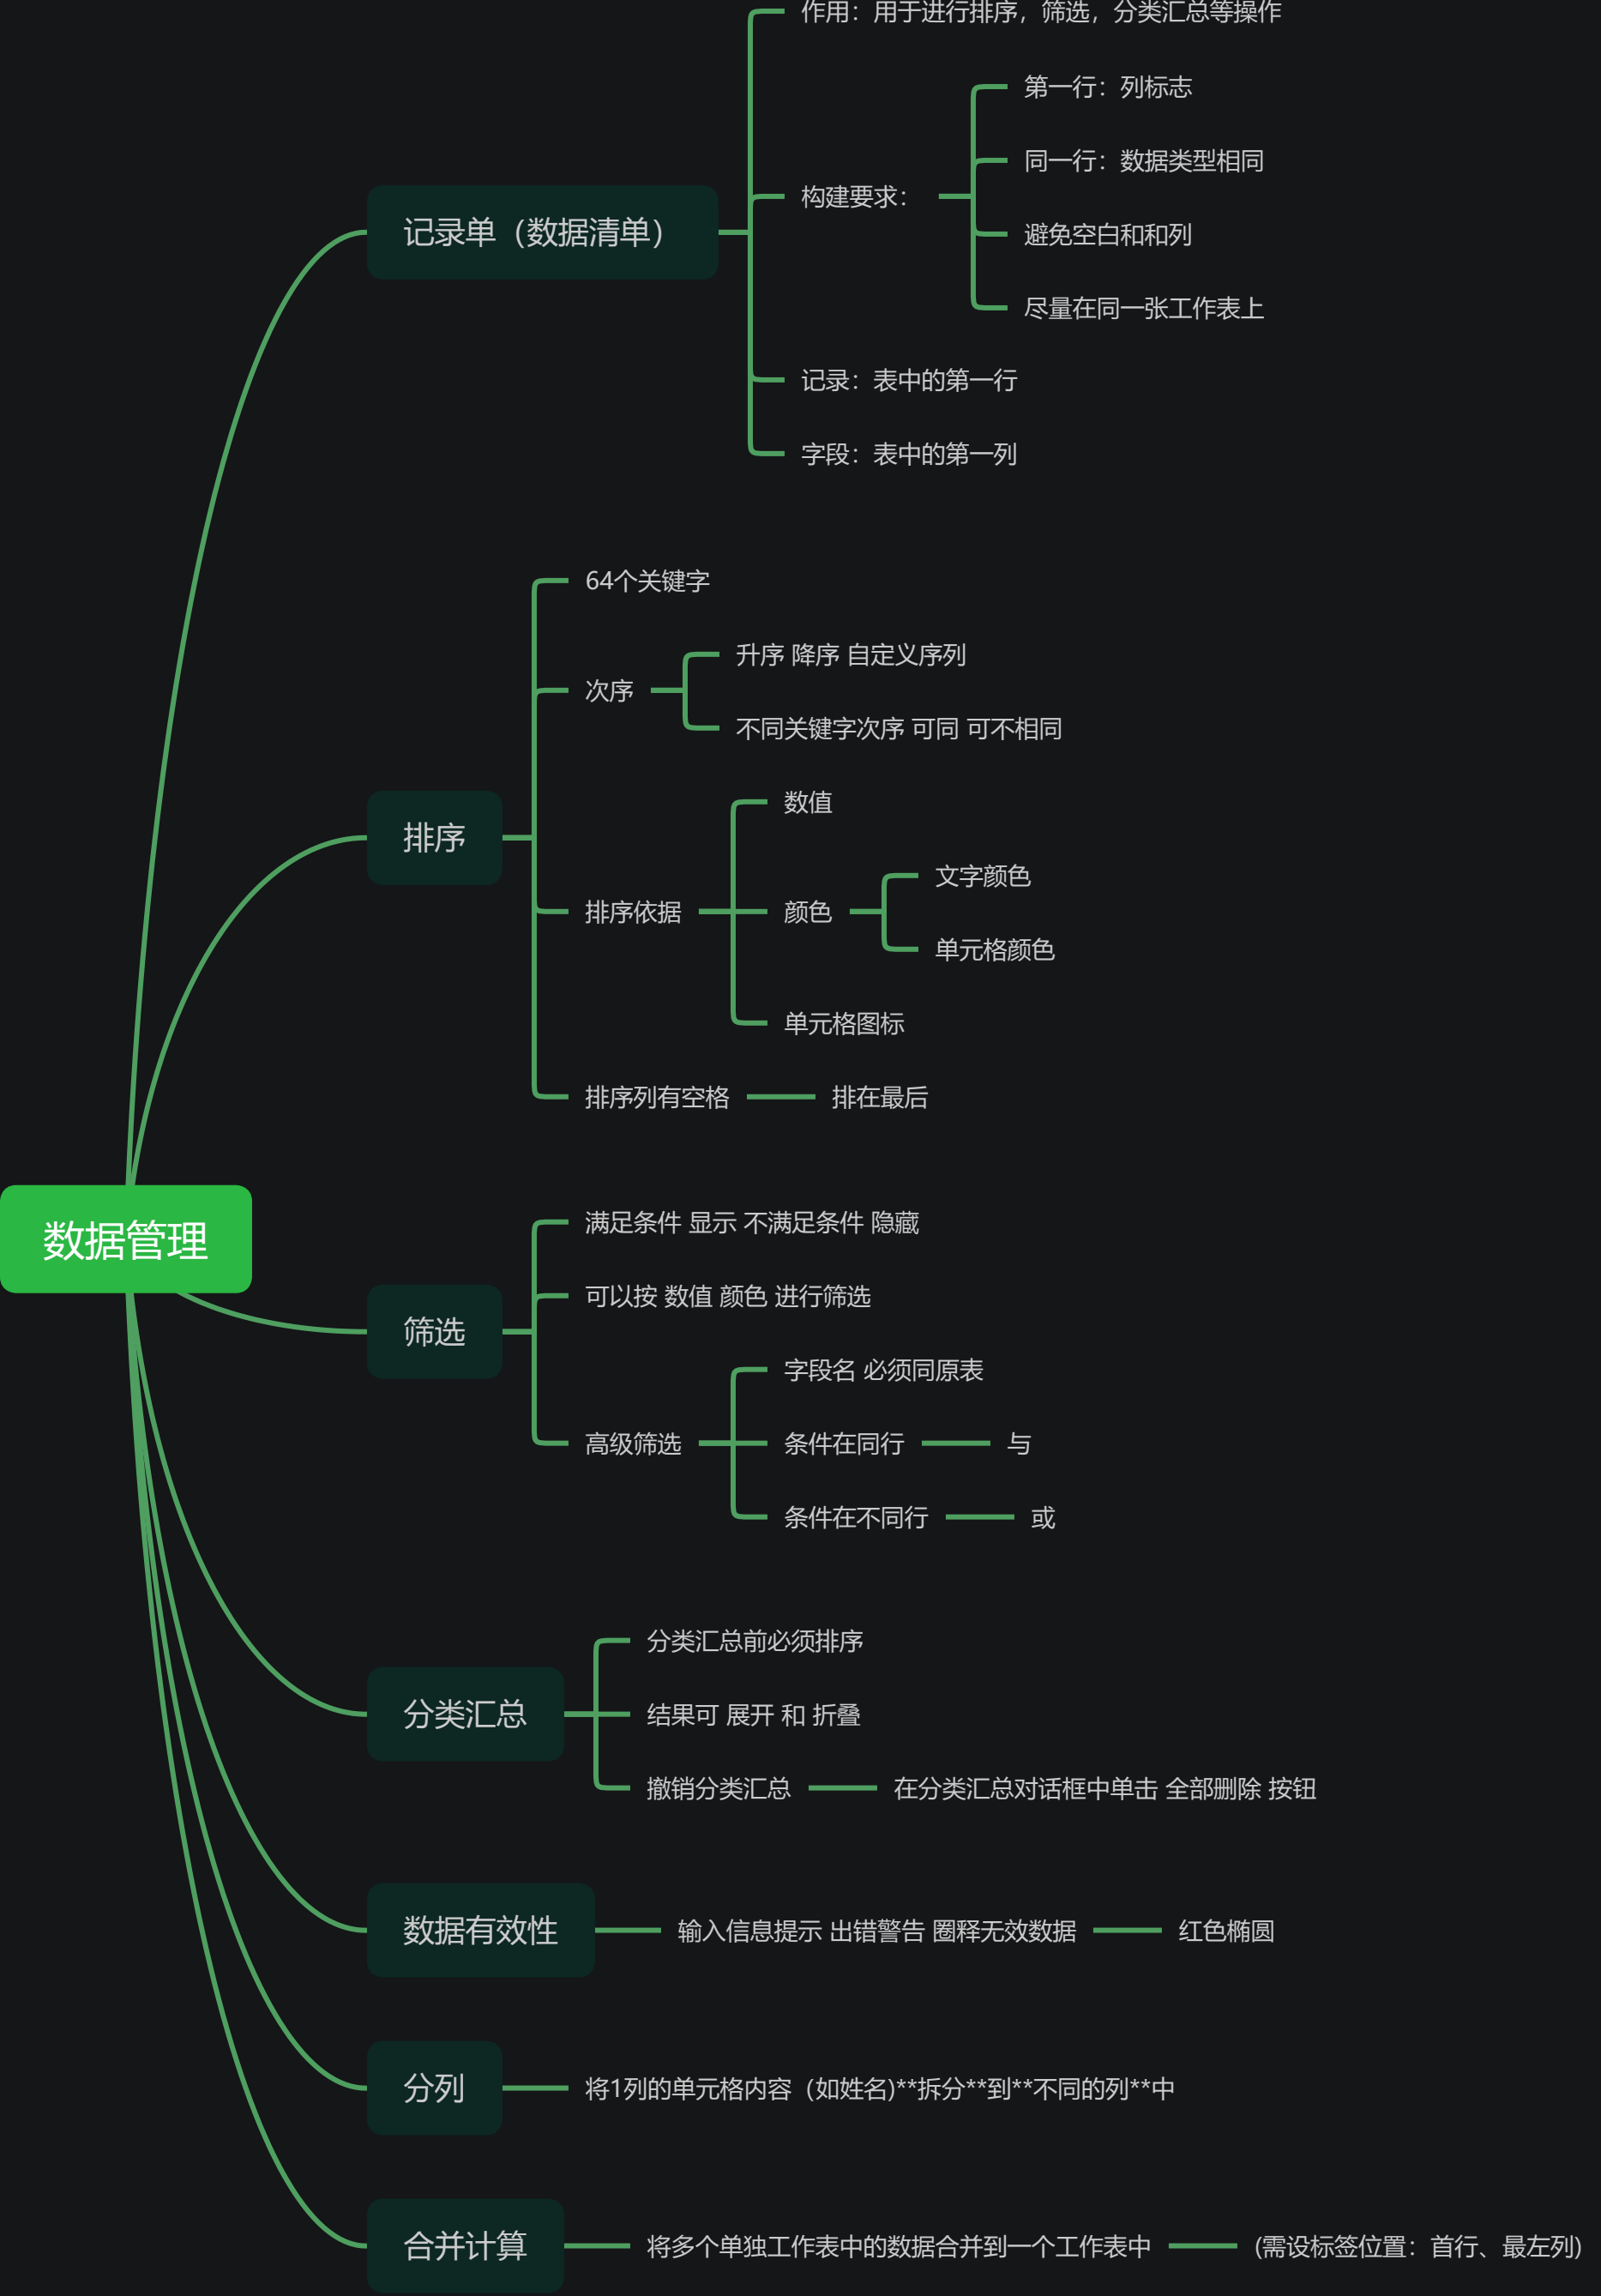 数据管理
记录单（数据清单）
作用：用于进行排序，筛选，分类汇总等操作
构建要求：
第一行：列标志
同一行：数据类型相同
避免空白和和列
尽量在同一张工作表上
记录：表中的第一行
字段：表中的第一列
排序
64个关键字
次序
升序 降序 自定义序列
不同关键字次序 可同 可不相同
排序依据
数值
颜色
文字颜色
单元格颜色
单元格图标
排序列有空格
排在最后
筛选
满足条件 显示 不满足条件 隐藏
可以按 数值 颜色 进行筛选
高级筛选
字段名 必须同原表
条件在同行
与
条件在不同行
或
分类汇总
分类汇总前必须排序
结果可 展开 和 折叠
撤销分类汇总
在分类汇总对话框中单击 全部删除 按钮
数据有效性
输入信息提示 出错警告 圈释无效数据
红色椭圆
分列
将1列的单元格内容（如姓名)**拆分**到**不同的列**中
合并计算
将多个单独工作表中的数据合并到一个工作表中
(需设标签位置：首行、最左列)